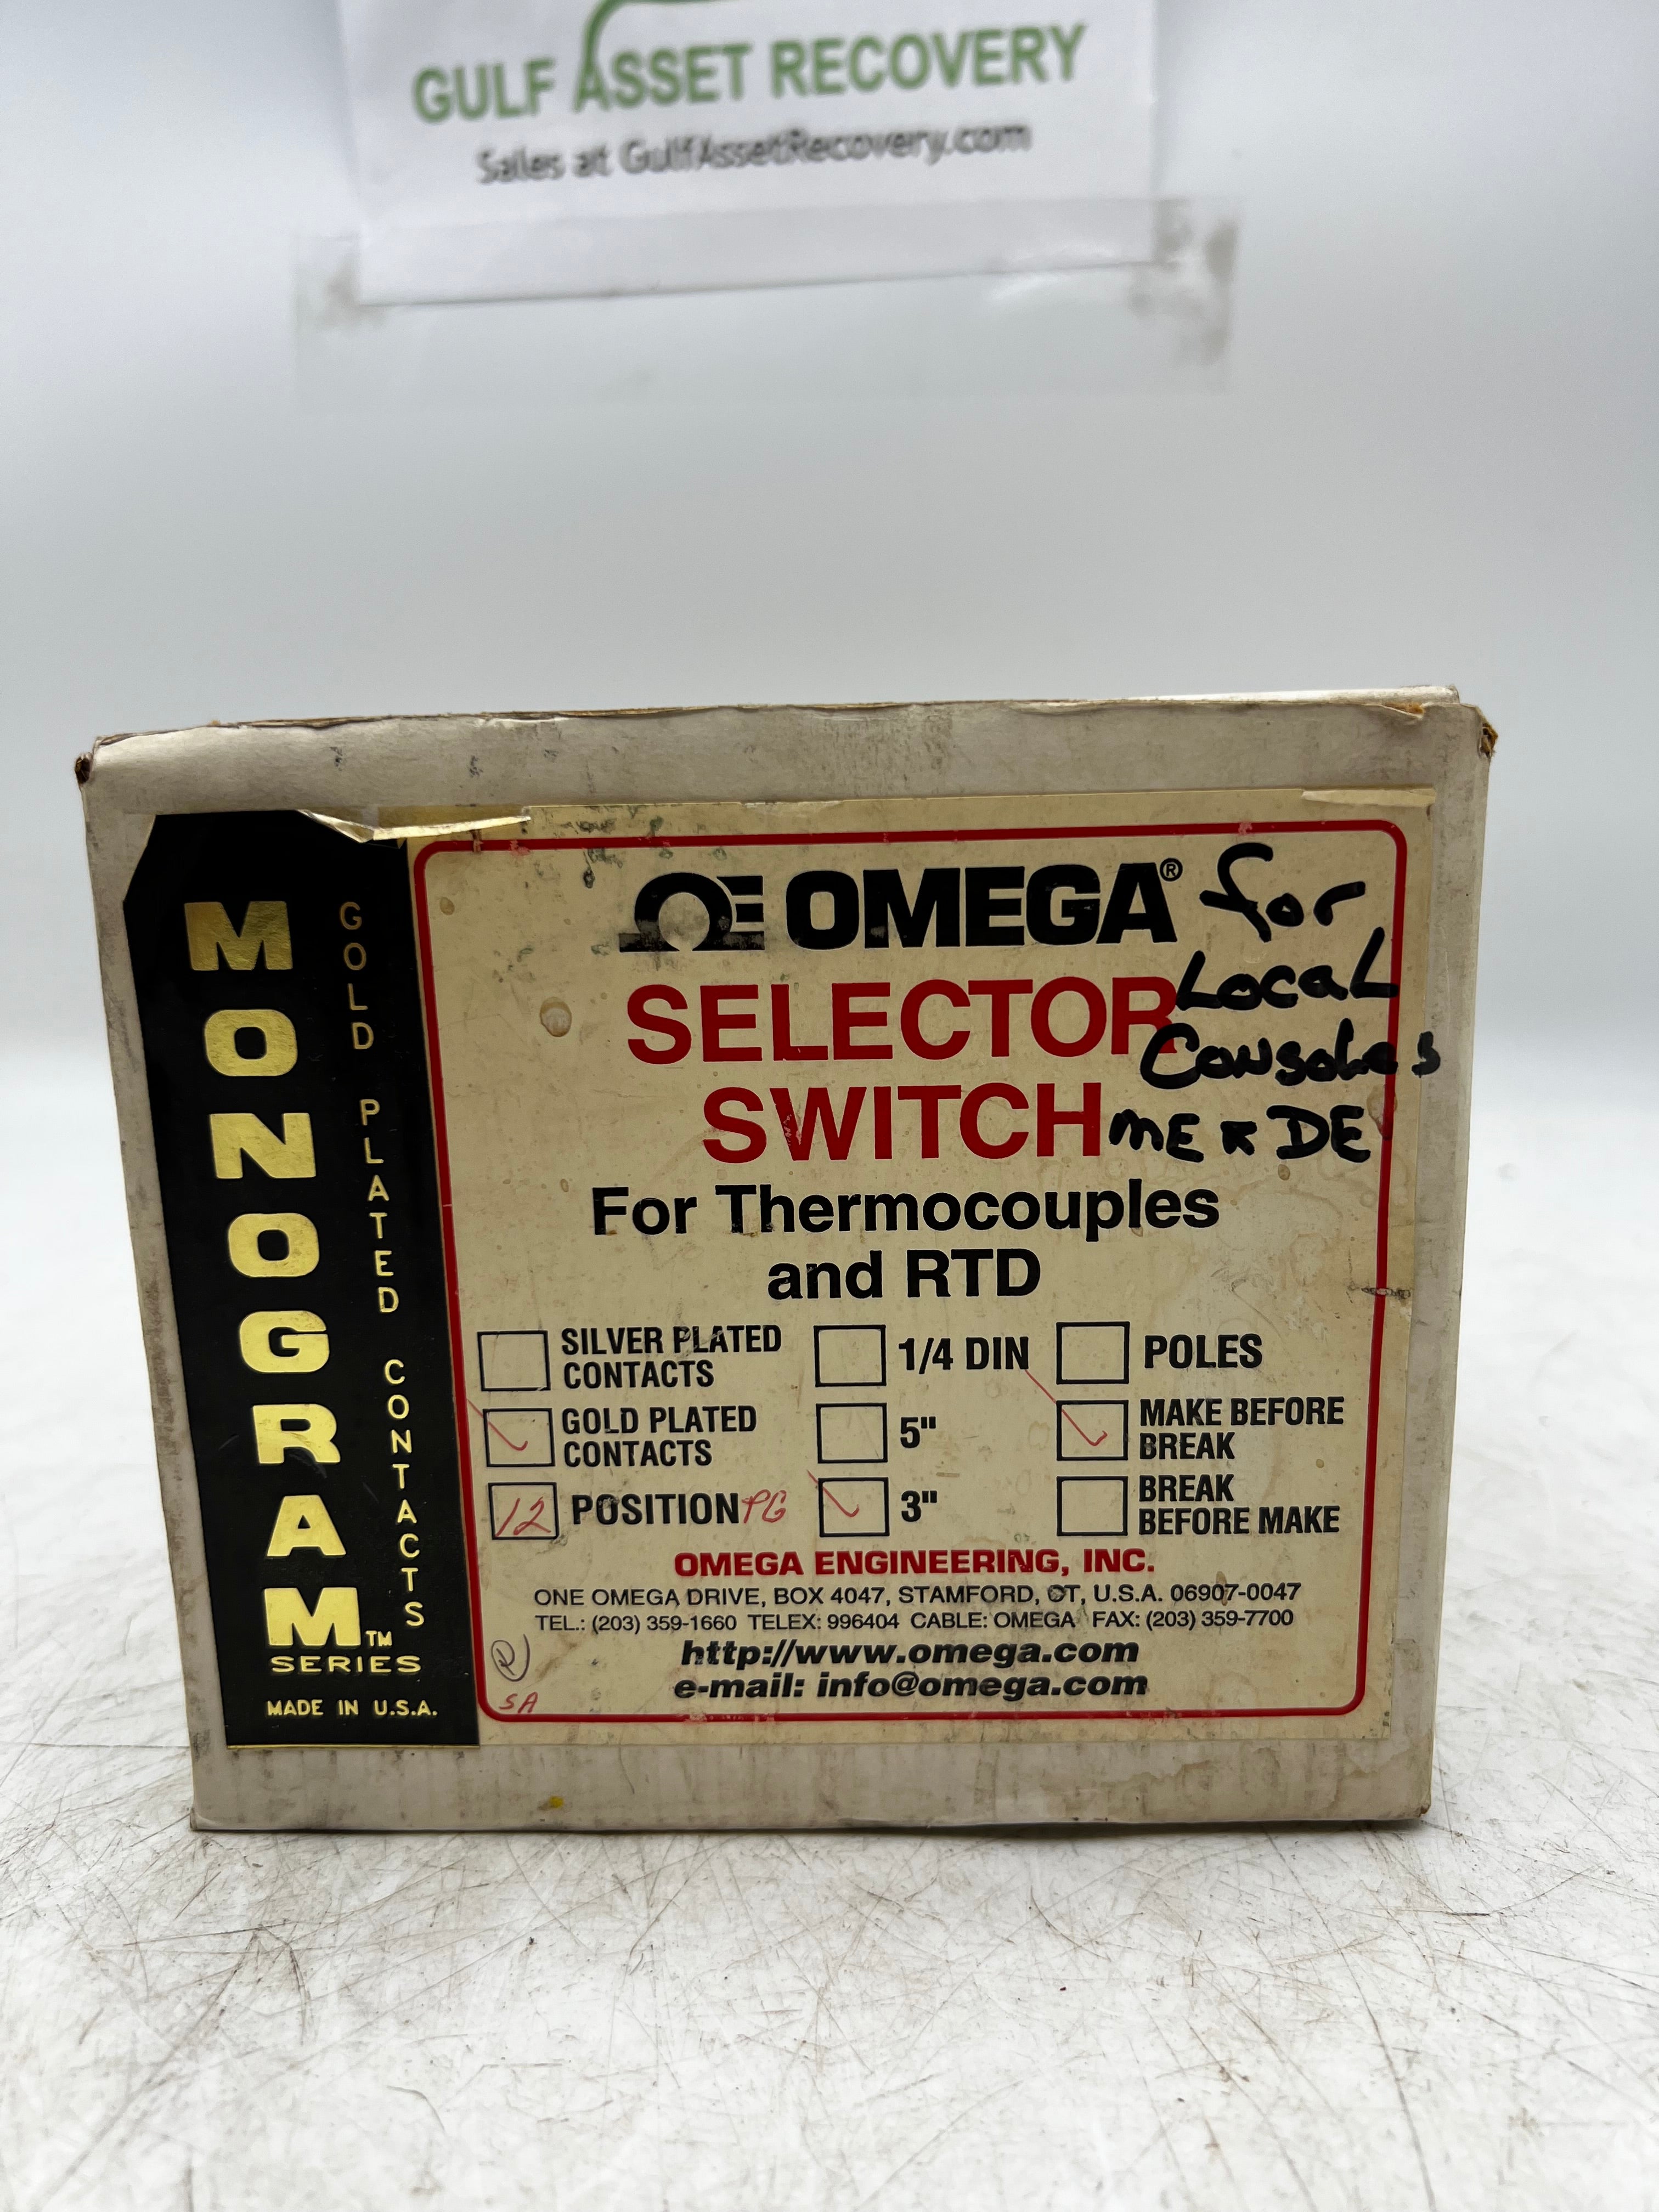 GULF ASSET RECOVERY
Sales at GulfAssetRecovery.com
MONOGRAM™
SERIES
MADE IN U.S.A.
GOLD PLATED CONTACTS
OMEGA®
SELECTOR
SWITCH
for
Local
Consoles
For Thermocouples
and RTD
SILVER PLATED
CONTACTS
1/4 DIN
POLES
GOLD PLATED
CONTACTS
5"
MAKE BEFORE
BREAK
12 POSITION PG
3"
BREAK
BEFORE MAKE
OMEGA ENGINEERING, INC.
ONE OMEGA DRIVE, BOX 4047, STAMFORD, CT, U.S.A. 06907-0047
TEL.: (203) 359-1660 TELEX: 996404 CABLE: OMEGA FAX: (203) 359-7700
http://www.omega.com
e-mail: info@omega.com
SA